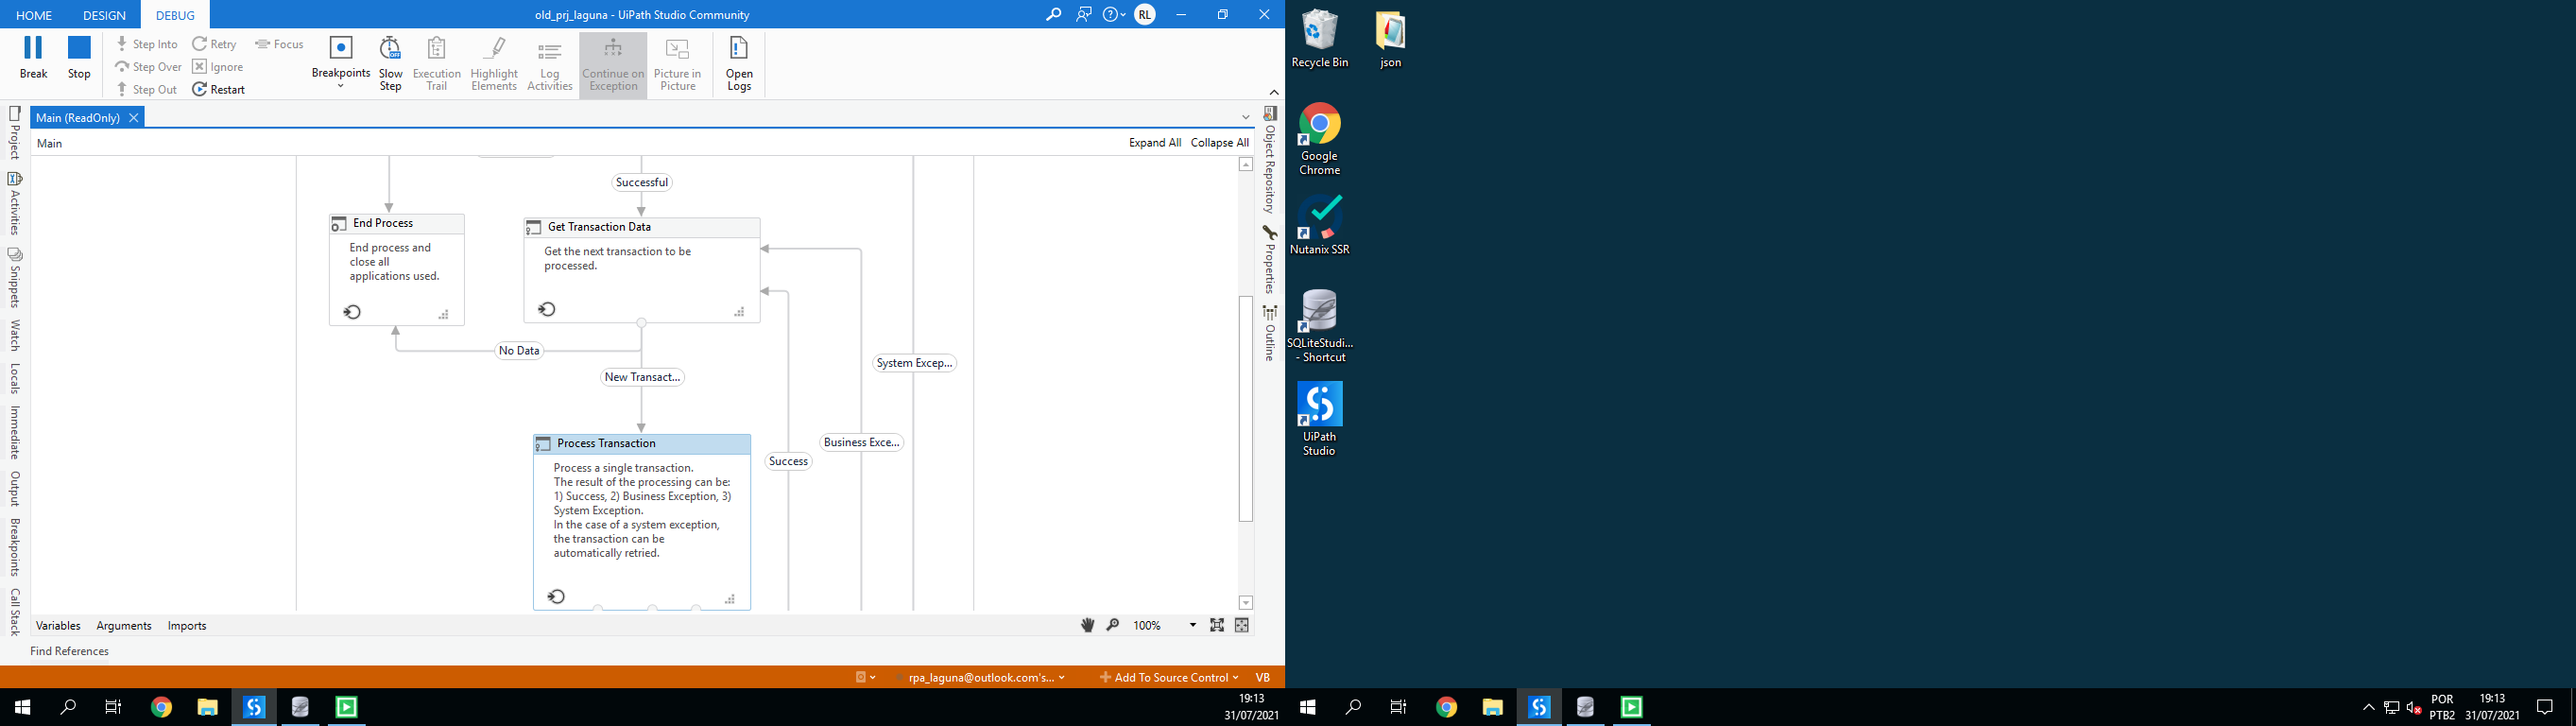 HOME DESIGN DEBUG
old_prj_laguna - UiPath Studio Community
RL
Break
Stop
Step Into
Step Over
Step Out
Retry
Ignore
Restart
Focus
Breakpoints
Slow
Step
OFF
Execution
Trail
Highlight
Elements
Log
Activities
Continue on
Exception
Picture in
Picture
Open
Logs
Main (ReadOnly)
Main
Expand All Collapse All
Project
Activities
Snippets
Watch
Locals
Immediate
Output
Breakpoints
Call Stack
Successful
End Process
End process and
close all
applications used.
Get Transaction Data
Get the next transaction to be
processed.
No Data
New Transact...
System Excep...
Business Exce...
Success
Process Transaction
Process a single transaction.
The result of the processing can be:
1) Success, 2) Business Exception, 3)
System Exception.
In the case of a system exception,
the transaction can be
automatically retried.
Object Repository
Properties
Outline
Variables Arguments Imports
100%
Find References
rpa_laguna@outlook.com's...
Add To Source Control
VB
19:13
31/07/2021
Recycle Bin
json
Google
Chrome
Nutanix SSR
SQLiteStudi...
- Shortcut
UiPath
Studio
POR
PTB2
19:13
31/07/2021